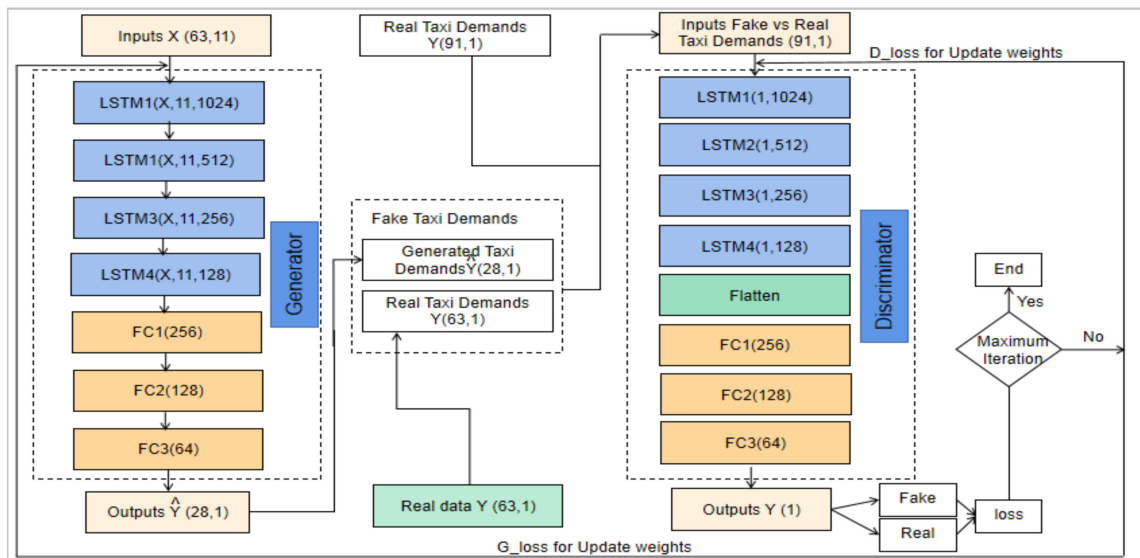 Inputs X (63,11)
LSTM1(X,11,1024)
LSTM1(X,11,512)
LSTM3(X,11,256)
LSTM4(X,11,128)
FC1(256)
FC2(128)
FC3(64)
Outputs Ŷ (28,1)
Generator
Real Taxi Demands
Y(91,1)
Fake Taxi Demands
Generated Taxi
DemandsŶ(28,1)
Real Taxi Demands
Y(63,1)
Real data Y (63,1)
Inputs Fake vs Real
Taxi Demands (91,1)
D_loss for Update weights
LSTM1(1,1024)
LSTM2(1,512)
LSTM3(1,256)
LSTM4(1,128)
Flatten
FC1(256)
FC2(128)
FC3(64)
Discriminator
Outputs Y (1)
Fake
Real
loss
Maximum
Iteration
Yes
End
No
G_loss for Update weights